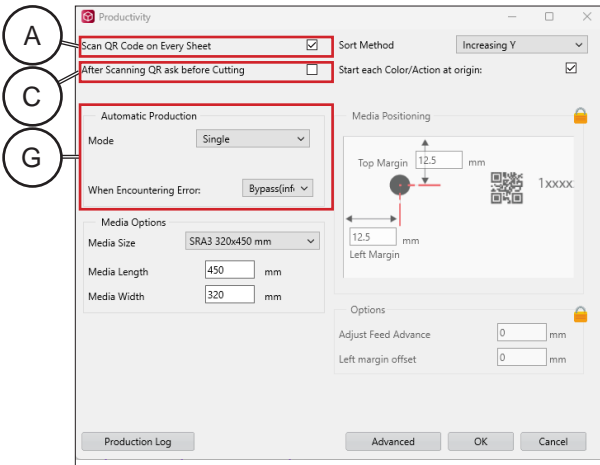 Productivity
A
Scan QR Code on Every Sheet
Sort Method Increasing Y
C
After Scanning QR ask before Cutting
Start each Color/Action at origin:
G
Automatic Production
Mode Single
When Encountering Error: Bypass(inf
Media Options
Media Size SRA3 320x450 mm
Media Length 450 mm
Media Width 320 mm
Media Positioning
Top Margin 12.5 mm
1xxxx
12.5 mm
Left Margin
Options
Adjust Feed Advance 0 mm
Left margin offset 0 mm
Production Log Advanced OK Cancel